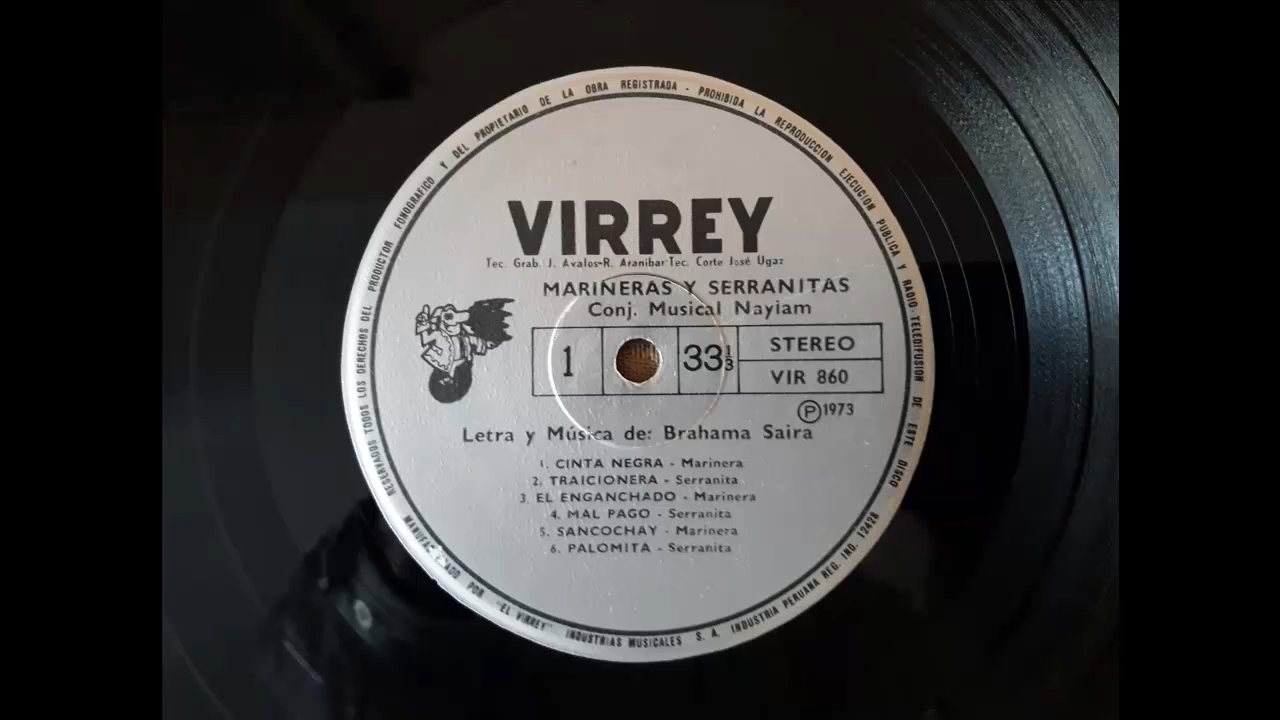 RESERVADOS TODOS LOS DERECHOS DEL PRODUCTOR FONOGRAFICO Y DEL PROPIETARIO DE LA OBRA REGISTRADA - PROHIBIDA LA REPRODUCCION EJECUCION PUBLICA Y RADIO-TELEDIFUSION DE ESTE DISCO
VIRREY
Tec. Grab. J. Avalos-R. Aranibar Tec. Corte José Ugaz
MARINERAS Y SERRANITAS
Conj. Musical Nayiam
1
33 1/3
STEREO
VIR 860
Ⓟ1973
Letra y Música de: Brahama Saira
1. CINTA NEGRA - Marinera
2. TRAICIONERA - Serranita
3. EL ENGANCHADO - Marinera
4. MAL PAGO - Serranita
5. SANCOCHAY - Marinera
6. PALOMITA - Serranita
POR "EL VIRREY" INDUSTRIAS MUSICALES S. A. INDUSTRIA PERUANA REG. IND. 12428